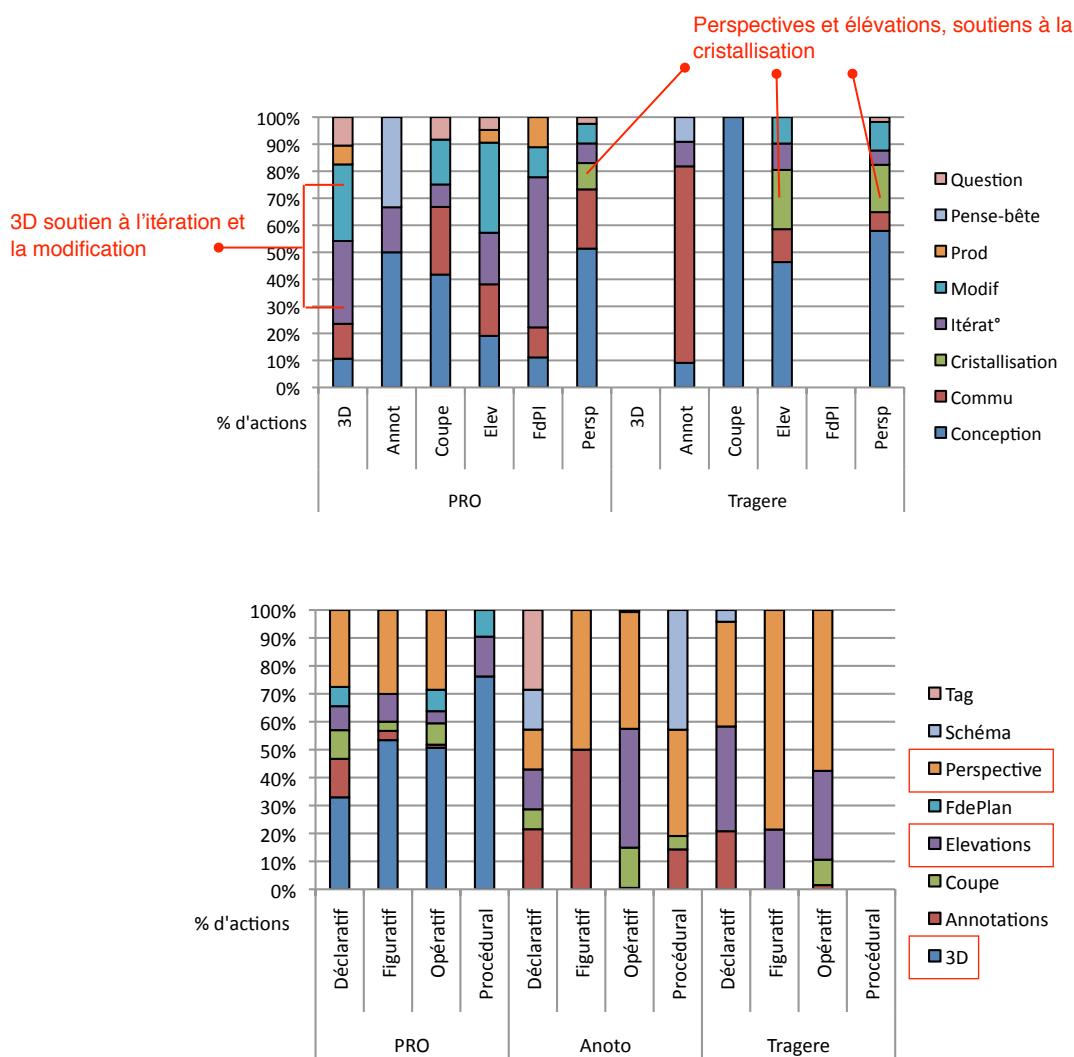 Perspectives et élévations, soutiens à la
cristallisation
3D soutien à l'itération et
la modification
100%
90%
80%
70%
60%
50%
40%
30%
20%
10%
0%
% d'actions
3D
Annot
Coupe
Elev
FdPl
Persp
3D
Annot
Coupe
Elev
FdPl
Persp
PRO
Tragere
Question
Pense-bête
Prod
Modif
Itérat°
Cristallisation
Commu
Conception
100%
90%
80%
70%
60%
50%
40%
30%
20%
10%
0%
% d'actions
Déclaratif
Figuratif
Opératif
Procédural
Déclaratif
Figuratif
Opératif
Procédural
Déclaratif
Figuratif
Opératif
Procédural
PRO
Anoto
Tragere
Tag
Schéma
Perspective
FdePlan
Elevations
Coupe
Annotations
3D